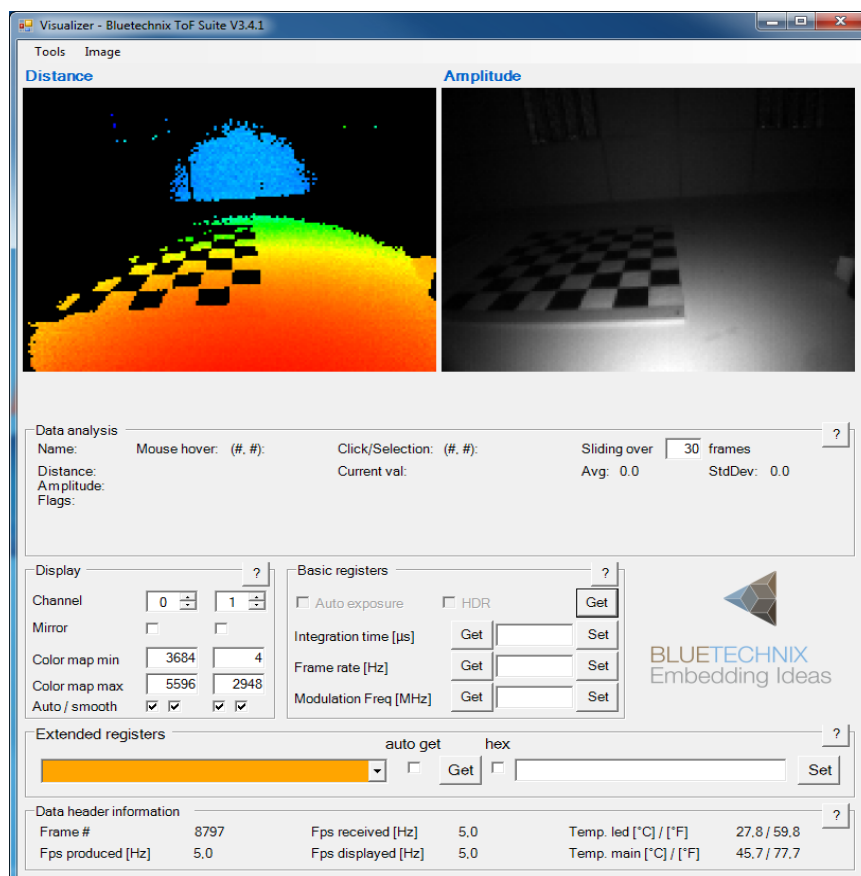 Visualizer - Bluetechnix ToF Suite V3.4.1
Tools Image
Distance Amplitude
Data analysis ?
Name: Mouse hover: (#, #): Click/Selection: (#, #): Sliding over 30 frames
Distance: Current val: Avg: 0.0 StdDev: 0.0
Amplitude:
Flags:
Display ? Basic registers ?
Channel 0 1 Auto exposure HDR Get
Mirror
Integration time [µs] Get Set
Color map min 3684 4
Frame rate [Hz] Get Set
Color map max 5596 2948
Modulation Freq [MHz] Get Set
Auto / smooth
BLUETECHNIX
Embedding Ideas
Extended registers ?
auto get hex
Get Set
Data header information ?
Frame # 8797 Fps received [Hz] 5,0 Temp. led [°C] / [°F] 27,8 / 59,8
Fps produced [Hz] 5,0 Fps displayed [Hz] 5,0 Temp. main [°C] / [°F] 45,7 / 77,7